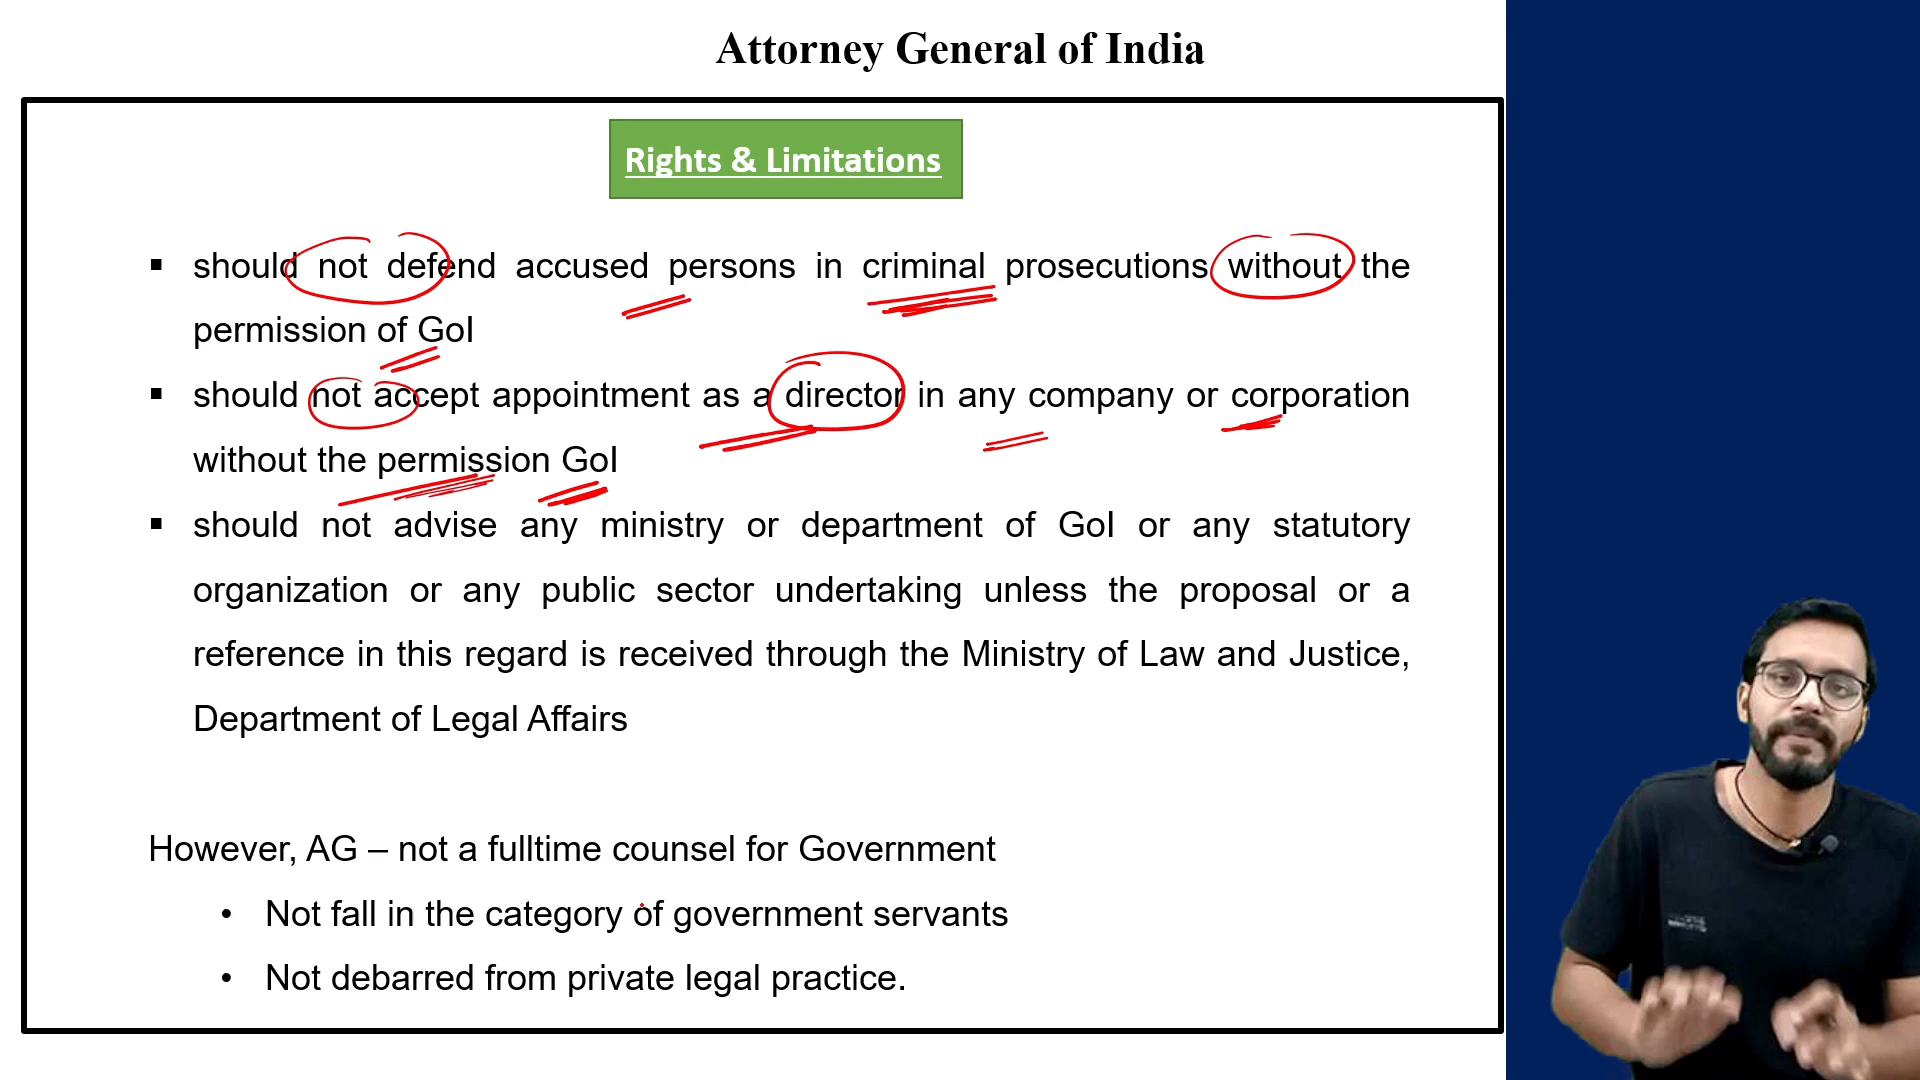 Attorney General of India
Rights & Limitations
▪ should not defend accused persons in criminal prosecutions without the
permission of GoI
▪ should not accept appointment as a director in any company or corporation
without the permission GoI
▪ should not advise any ministry or department of GoI or any statutory
organization or any public sector undertaking unless the proposal or a
reference in this regard is received through the Ministry of Law and Justice,
Department of Legal Affairs
However, AG – not a fulltime counsel for Government
• Not fall in the category of government servants
• Not debarred from private legal practice.